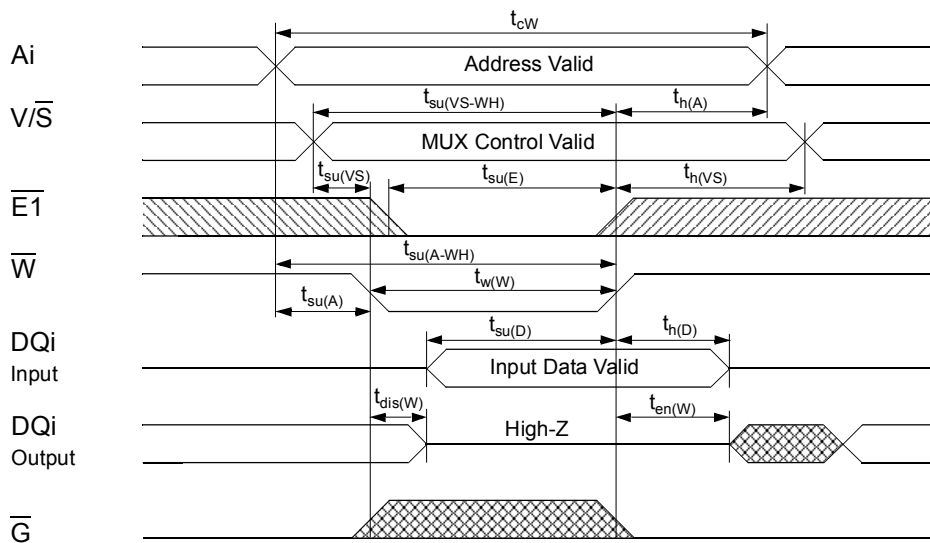 t_cW
Ai
Address Valid
t_su(VS-WH)
t_h(A)
V/S̅
MUX Control Valid
t_su(VS)
t_su(E)
t_h(VS)
E̅1̅
t_su(A-WH)
W̅
t_w(W)
t_su(A)
t_su(D)
t_h(D)
DQi
Input
Input Data Valid
t_dis(W)
t_en(W)
DQi
Output
High-Z
G̅